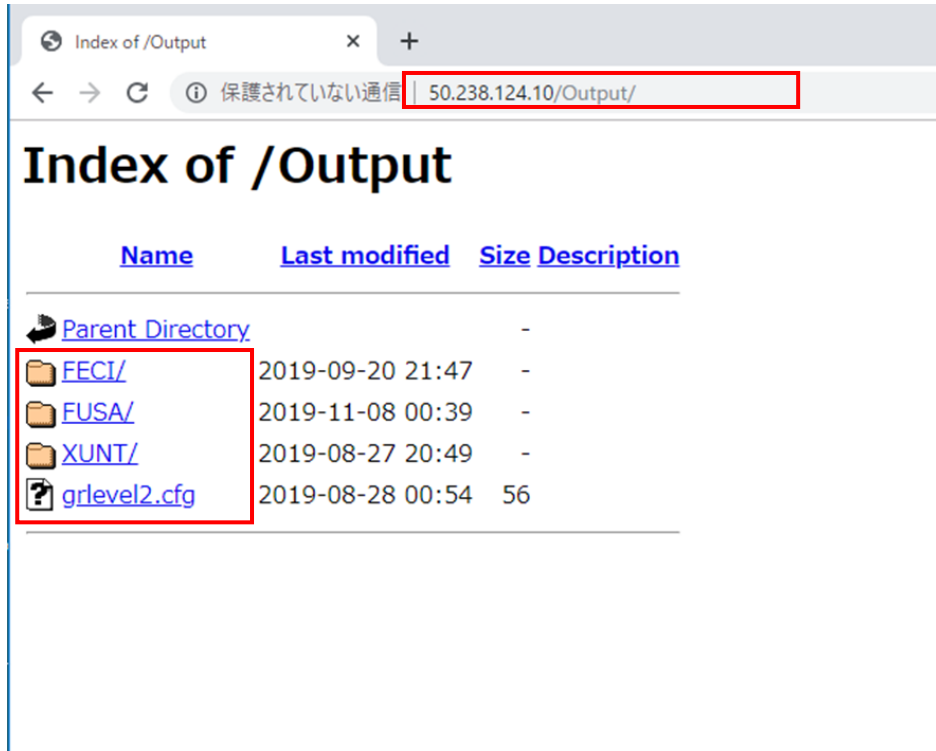 Index of /Output
保護されていない通信 | 50.238.124.10/Output/
Index of /Output
Name Last modified Size Description
Parent Directory -
FECI/ 2019-09-20 21:47 -
FUSA/ 2019-11-08 00:39 -
XUNT/ 2019-08-27 20:49 -
grlevel2.cfg 2019-08-28 00:54 56